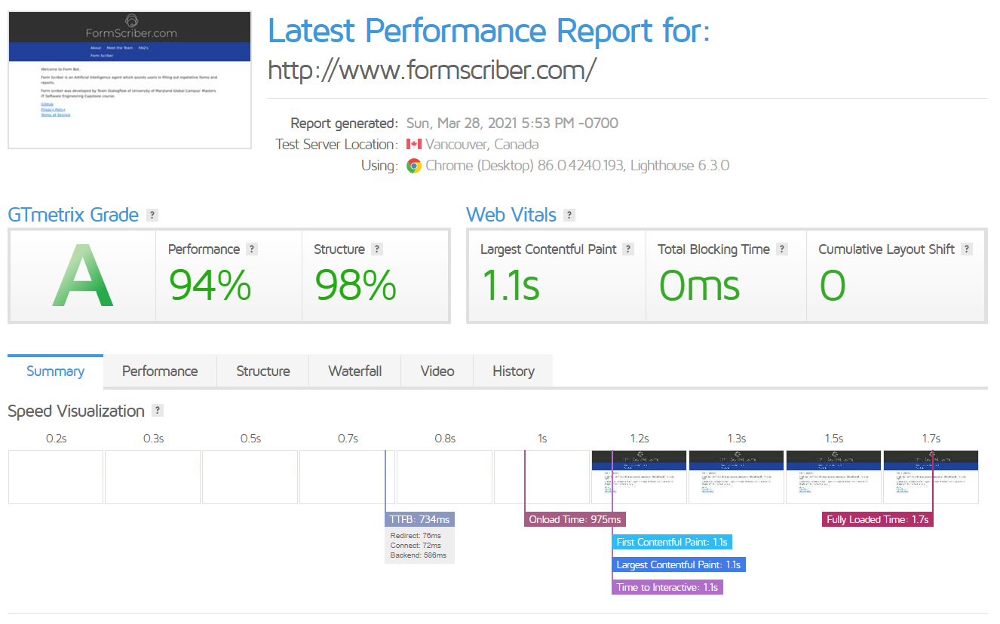 FormScriber.com
About Meet the Team FAQ's
Form Scriber
Welcome to Form Bot.
Form Scriber is an Artificial Intelligence agent which assists users in filling out repetetive forms and
reports.
Form scriber was developed by Team Dialogflow of University of Maryland Global Campus' Masters
IT Software Engineering Capstone course.
GitHub
Privacy Policy
Terms of Service
Latest Performance Report for:
http://www.formscriber.com/
Report generated: Sun, Mar 28, 2021 5:53 PM -0700
Test Server Location: Vancouver, Canada
Using: Chrome (Desktop) 86.0.4240.193, Lighthouse 6.3.0
GTmetrix Grade ?
A
Performance ?
94%
Structure ?
98%
Web Vitals ?
Largest Contentful Paint ?
1.1s
Total Blocking Time ?
0ms
Cumulative Layout Shift ?
0
Summary Performance Structure Waterfall Video History
Speed Visualization ?
0.2s 0.3s 0.5s 0.7s 0.8s 1s 1.2s 1.3s 1.5s 1.7s
TTFB: 734ms
Redirect: 76ms
Connect: 72ms
Backend: 586ms
Onload Time: 975ms
First Contentful Paint: 1.1s
Largest Contentful Paint: 1.1s
Time to Interactive: 1.1s
Fully Loaded Time: 1.7s